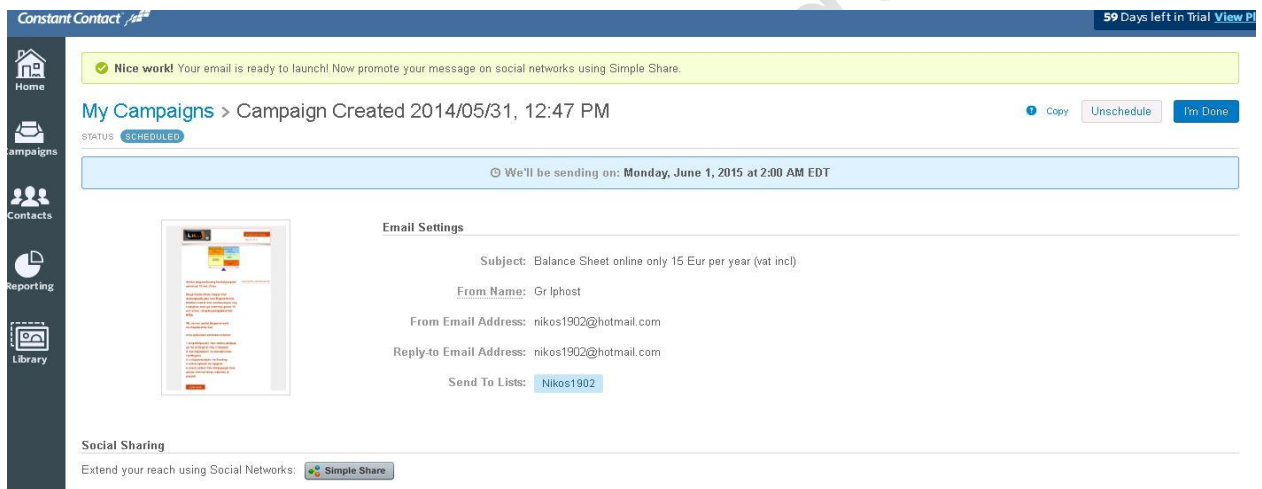 Constant Contact
59 Days left in Trial View Pl
Home
Nice work! Your email is ready to launch! Now promote your message on social networks using Simple Share.
My Campaigns > Campaign Created 2014/05/31, 12:47 PM
Copy Unschedule I'm Done
STATUS SCHEDULED
ampaigns
We'll be sending on: Monday, June 1, 2015 at 2:00 AM EDT
Contacts
Email Settings
Subject: Balance Sheet online only 15 Eur per year (vat incl)
Reporting
From Name: Gr Iphost
From Email Address: nikos1902@hotmail.com
Library
Reply-to Email Address: nikos1902@hotmail.com
Send To Lists: Nikos1902
Social Sharing
Extend your reach using Social Networks: Simple Share